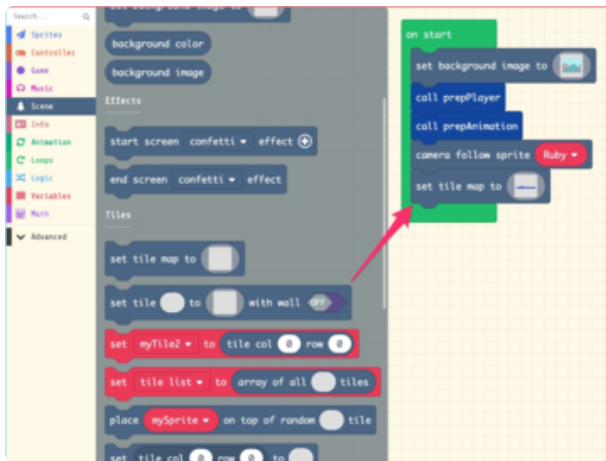 Search...
Sprites
Controller
Game
Music
Scene
Info
Animation
Loops
Logic
Variables
Math
Advanced
set background image to
background color
background image
Effects
start screen confetti effect
end screen confetti effect
Tiles
set tile map to
set tile to with wall OFF
set myTile2 to tile col 0 row 0
set tile list to array of all tiles
place mySprite on top of random tile
set tile col 0 row 0 to
on start
set background image to
call prepPlayer
call prepAnimation
camera follow sprite Ruby
set tile map to